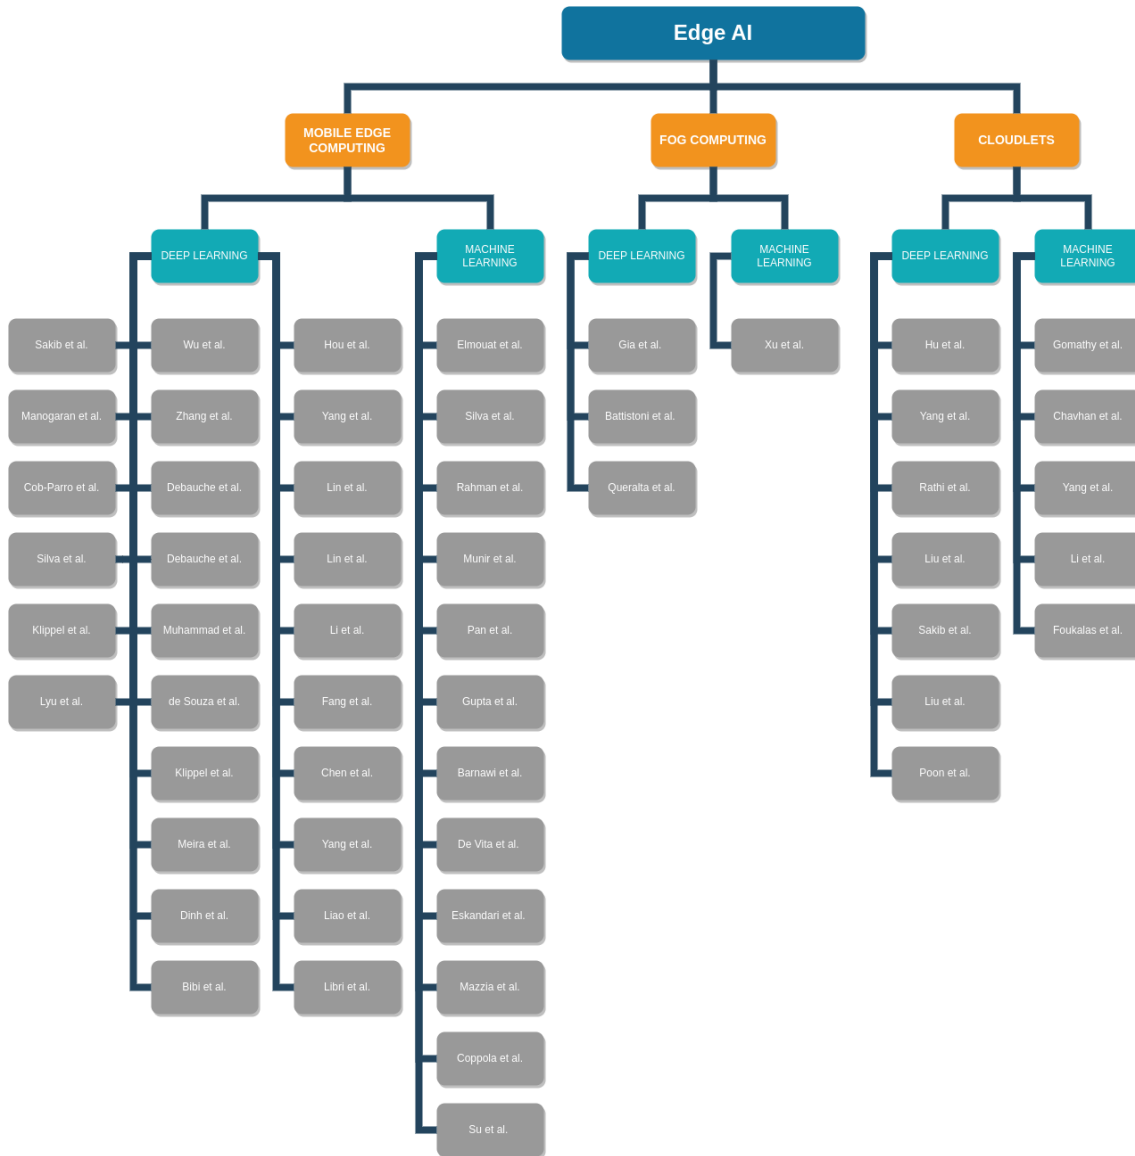 Edge AI
MOBILE EDGE
COMPUTING
FOG COMPUTING
CLOUDLETS
DEEP LEARNING
MACHINE
LEARNING
DEEP LEARNING
MACHINE
LEARNING
DEEP LEARNING
MACHINE
LEARNING
Sakib et al.
Wu et al.
Hou et al.
Elmouat et al.
Gia et al.
Xu et al.
Hu et al.
Gomathy et al.
Manogaran et al.
Zhang et al.
Yang et al.
Silva et al.
Battistoni et al.
Yang et al.
Chavhan et al.
Cob-Parro et al.
Debauche et al.
Lin et al.
Rahman et al.
Queralta et al.
Rathi et al.
Yang et al.
Silva et al.
Debauche et al.
Lin et al.
Munir et al.
Liu et al.
Li et al.
Klippel et al.
Muhammad et al.
Li et al.
Pan et al.
Sakib et al.
Foukalas et al.
Lyu et al.
de Souza et al.
Fang et al.
Gupta et al.
Liu et al.
Klippel et al.
Chen et al.
Barnawi et al.
Poon et al.
Meira et al.
Yang et al.
De Vita et al.
Dinh et al.
Liao et al.
Eskandari et al.
Bibi et al.
Libri et al.
Mazzia et al.
Coppola et al.
Su et al.